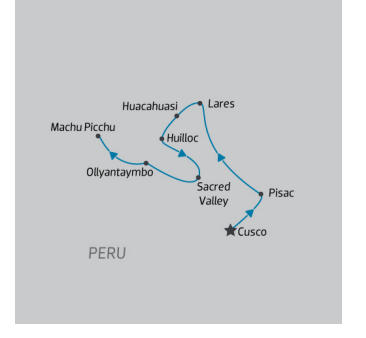 Lares
Huacahuasi
Machu Picchu
Huilloc
Ollyantaymbo
Sacred
Valley
Pisac
Cusco
PERU